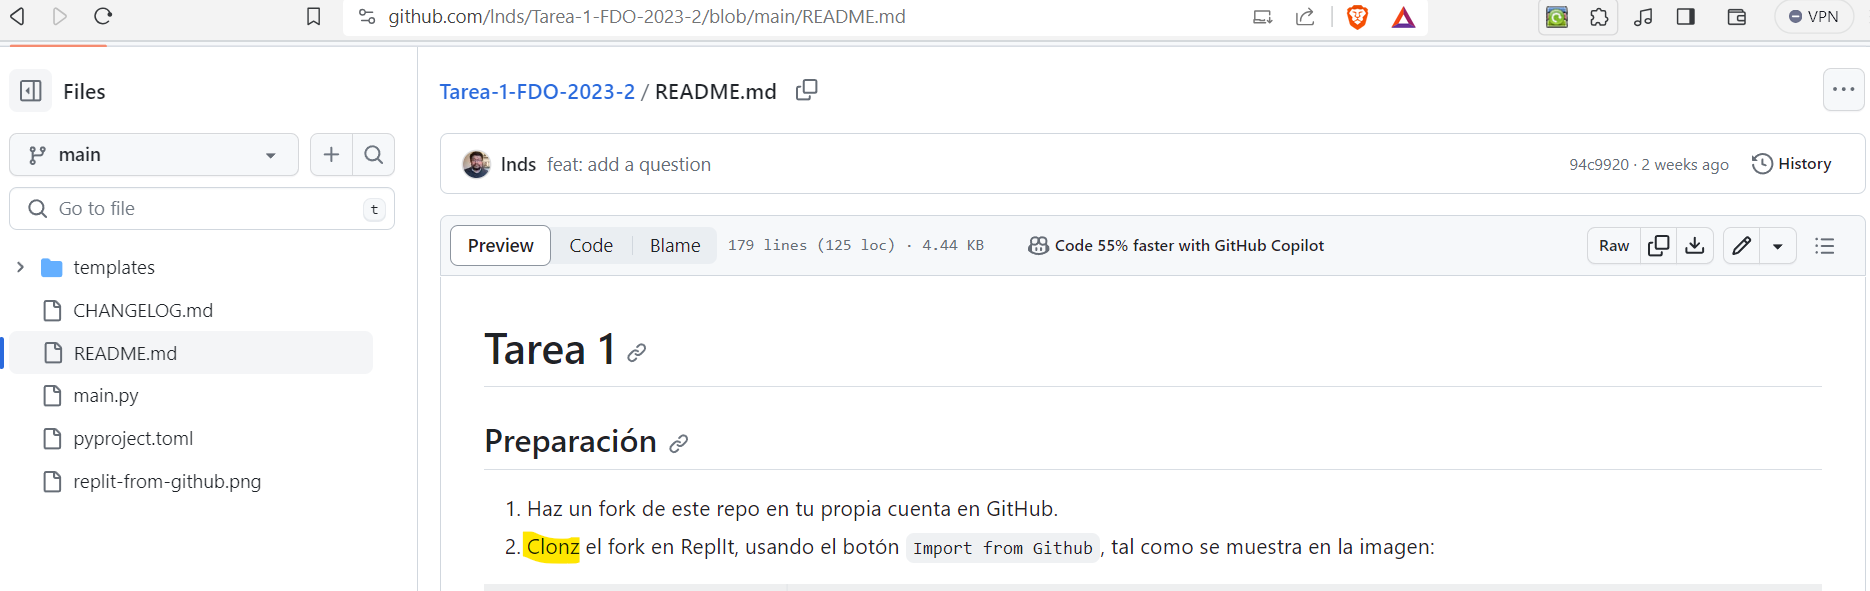 github.com/lnds/Tarea-1-FDO-2023-2/blob/main/README.md
VPN
Files
main
Go to file
t
templates
CHANGELOG.md
README.md
main.py
pyproject.toml
replit-from-github.png
Tarea-1-FDO-2023-2 / README.md
lnds feat: add a question
94c9920 · 2 weeks ago
History
Preview Code Blame
179 lines (125 loc) · 4.44 KB
Code 55% faster with GitHub Copilot
Raw
Tarea 1
Preparación
1. Haz un fork de este repo en tu propia cuenta en GitHub.
2. Clonz el fork en ReplIt, usando el botón Import from Github, tal como se muestra en la imagen: